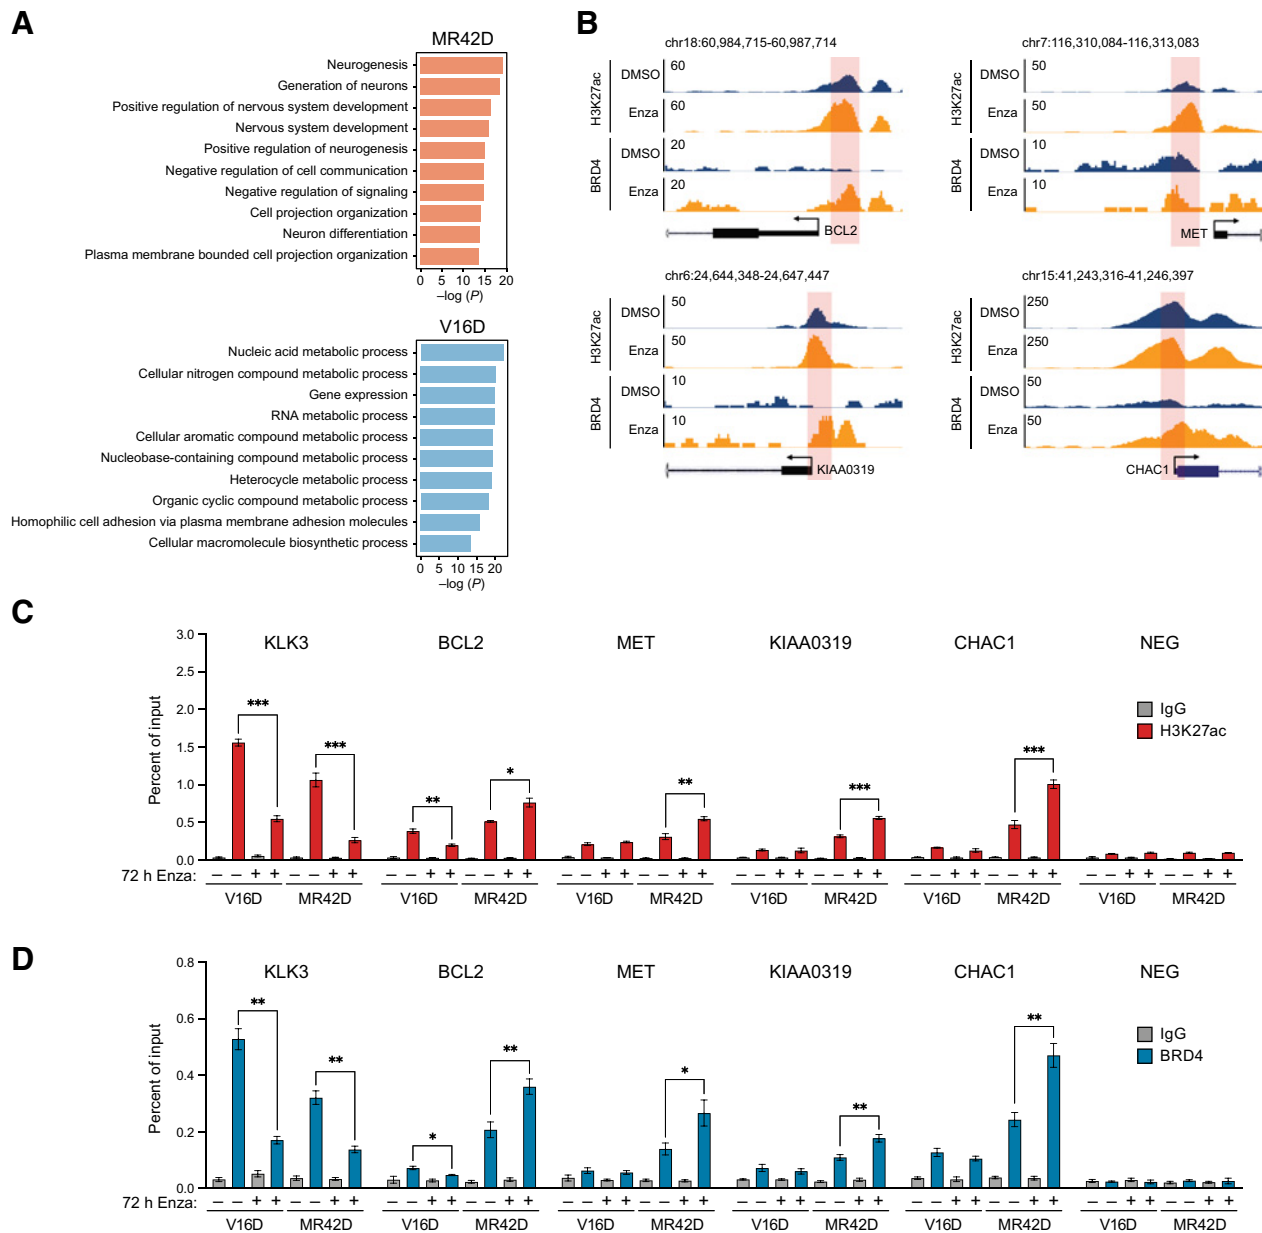 A
MR42D
Neurogenesis
Generation of neurons
Positive regulation of nervous system development
Nervous system development
Positive regulation of neurogenesis
Negative regulation of cell communication
Negative regulation of signaling
Cell projection organization
Neuron differentiation
Plasma membrane bounded cell projection organization
0 5 10 15 20
–log (P)
V16D
Nucleic acid metabolic process
Cellular nitrogen compound metabolic process
Gene expression
RNA metabolic process
Cellular aromatic compound metabolic process
Nucleobase-containing compound metabolic process
Heterocycle metabolic process
Organic cyclic compound metabolic process
Homophilic cell adhesion via plasma membrane adhesion molecules
Cellular macromolecule biosynthetic process
0 5 10 15 20
–log (P)
B
chr18:60,984,715-60,987,714
H3K27ac
DMSO
60
Enza
60
BRD4
DMSO
20
Enza
20
BCL2
chr7:116,310,084-116,313,083
H3K27ac
DMSO
50
Enza
50
BRD4
DMSO
10
Enza
10
MET
chr6:24,644,348-24,647,447
H3K27ac
DMSO
50
Enza
50
BRD4
DMSO
10
Enza
10
KIAA0319
chr15:41,243,316-41,246,397
H3K27ac
DMSO
250
Enza
250
BRD4
DMSO
50
Enza
50
CHAC1
C
Percent of input
3.0
2.5
2.0
1.5
1.0
0.5
0.0
KLK3 BCL2 MET KIAA0319 CHAC1 NEG
IgG
H3K27ac
*** *** ** * ** *** ***
72 h Enza: – – + + – – + + – – + + – – + + – – + + – – + + – – + + – – + + – – + + – – + + – – + + – – + +
V16D MR42D V16D MR42D V16D MR42D V16D MR42D V16D MR42D V16D MR42D
D
Percent of input
0.8
0.6
0.4
0.2
0.0
KLK3 BCL2 MET KIAA0319 CHAC1 NEG
IgG
BRD4
** ** * ** * ** **
72 h Enza: – – + + – – + + – – + + – – + + – – + + – – + + – – + + – – + + – – + + – – + + – – + + – – + +
V16D MR42D V16D MR42D V16D MR42D V16D MR42D V16D MR42D V16D MR42D